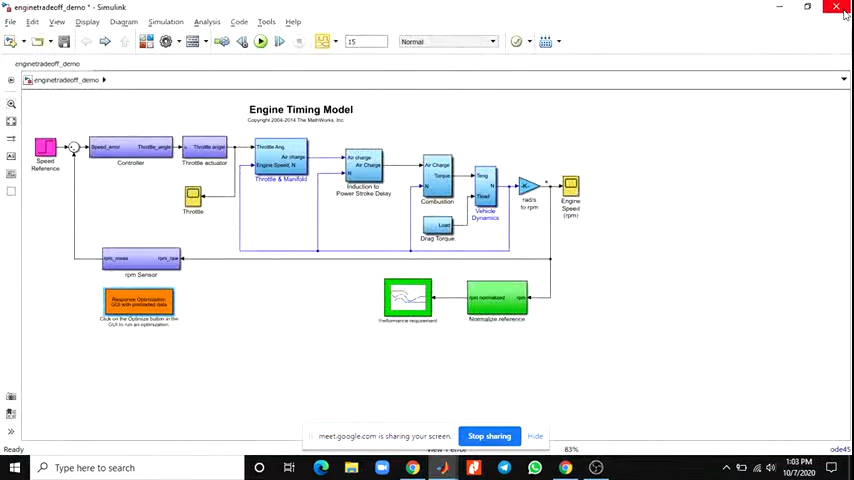 enginetradeoff_demo * - Simulink
File Edit View Display Diagram Simulation Analysis Code Tools Help
15
Normal
enginetradeoff_demo
enginetradeoff_demo
Engine Timing Model
Copyright 2004-2014 The MathWorks, Inc.
Speed_error Throttle_angle
Throttle angle
Throttle Ang.
Air charge
Engine Speed, N
Air charge
Air Charge
N
Air Charge
Torque
N
Teng
N
Tload
-K-
Speed
Reference
Controller
Throttle actuator
Throttle & Manifold
Induction to
Power Stroke Delay
Combustion
Vehicle
Dynamics
rad/s
to rpm
Engine
Speed
(rpm)
Throttle
Load
Drag Torque
rpm_meas rpm_raw
rpm Sensor
Response Optimization
GUI with preloaded data
Click on the Optimize button in the
GUI to run an optimization.
Performance requirement
rpm normalized rpm
Normalize reference
meet.google.com is sharing your screen.
Stop sharing
Hide
Ready
View 1 error
83%
ode45
Type here to search
1:03 PM
10/7/2020